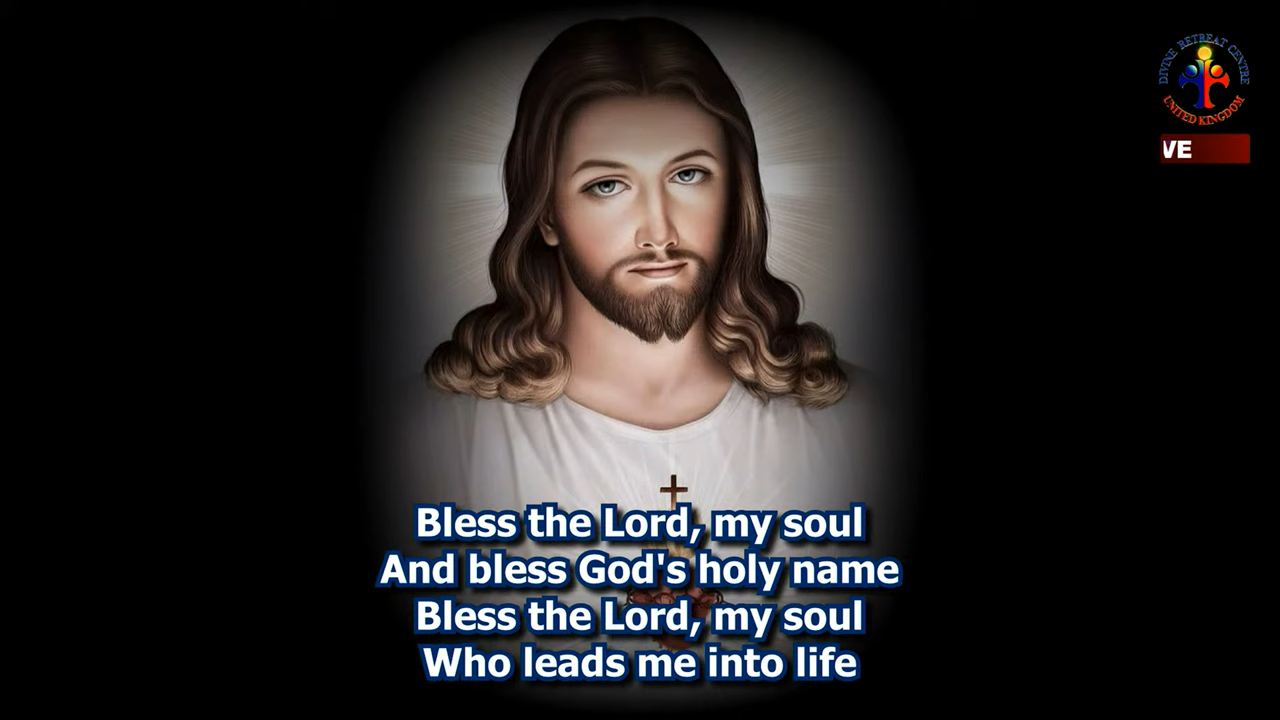 DIVINE RETREAT CENTRE
UNITED KINGDOM
VE
Bless the Lord, my soul
And bless God's holy name
Bless the Lord, my soul
Who leads me into life